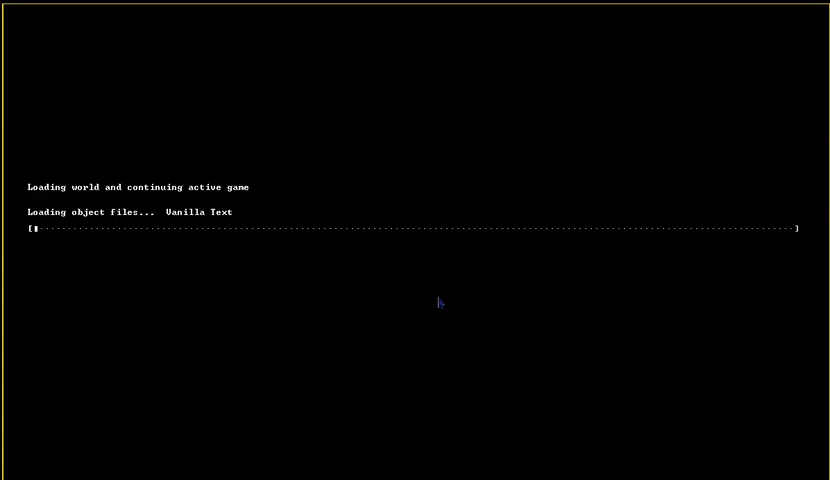 Loading world and continuing active game
Loading object files... Vanilla Text
[▮··············································································································]